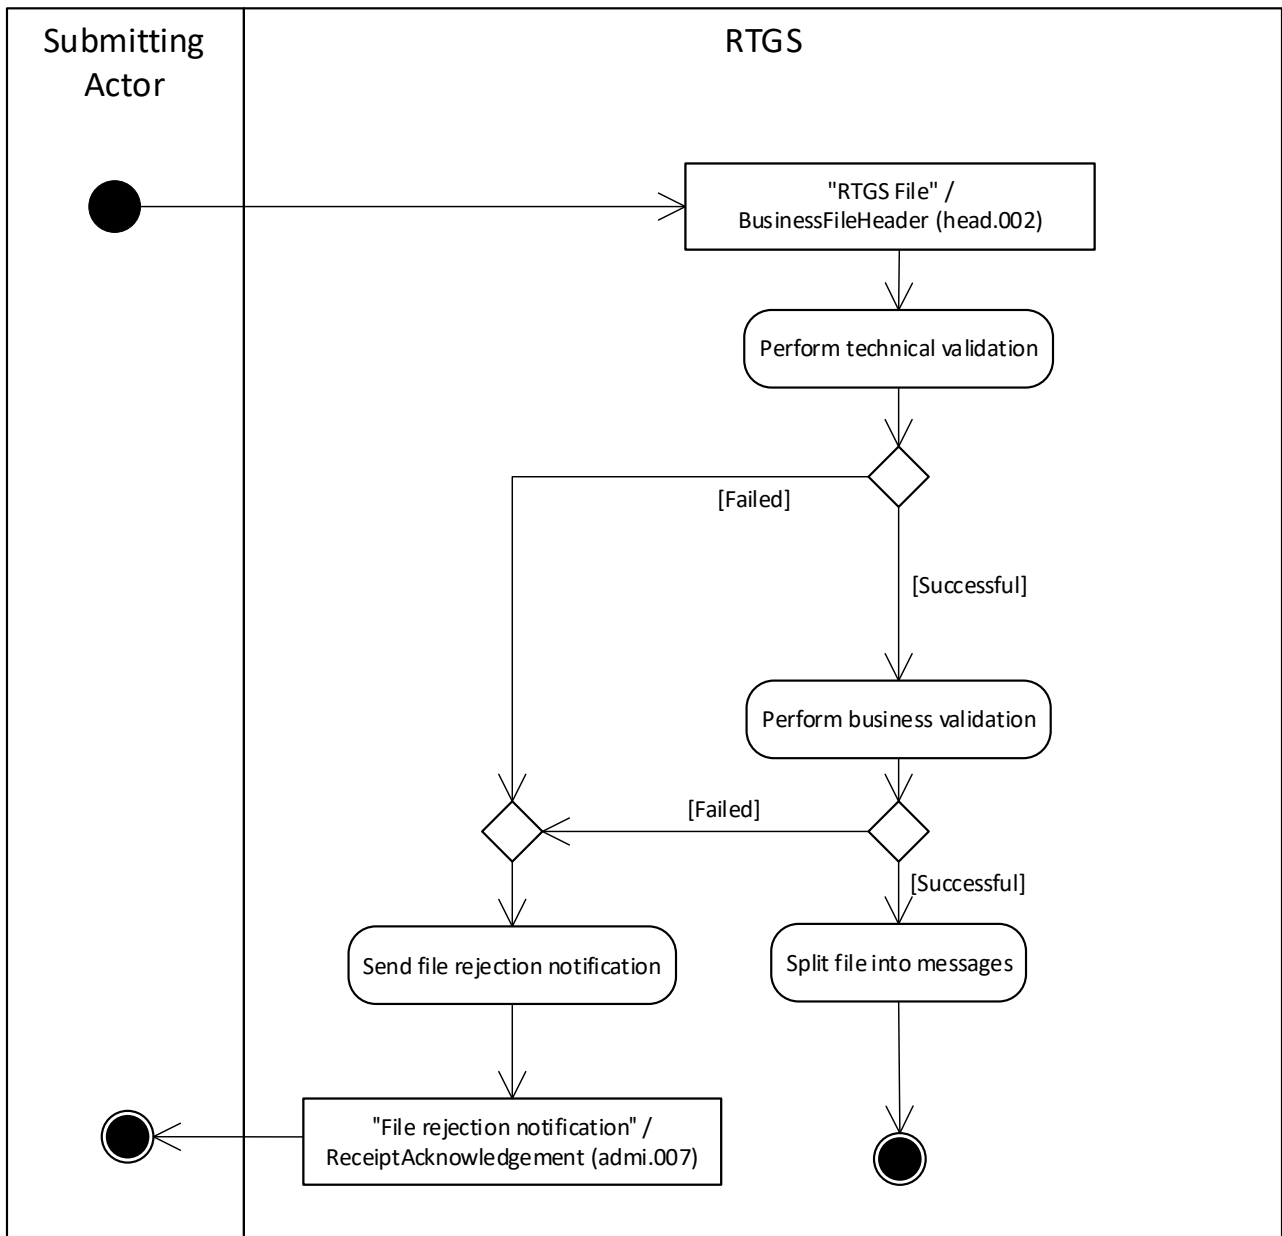 Submitting
Actor
RTGS
"RTGS File" /
BusinessFileHeader (head.002)
Perform technical validation
[Failed]
[Successful]
Perform business validation
[Failed]
[Successful]
Send file rejection notification
Split file into messages
"File rejection notification" /
ReceiptAcknowledgement (admi.007)